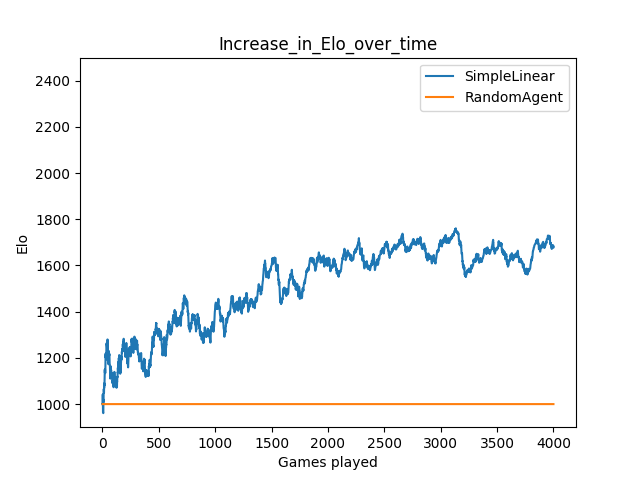 Increase_in_Elo_over_time
SimpleLinear
RandomAgent
2400
2200
2000
1800
1600
1400
1200
1000
Elo
0 500 1000 1500 2000 2500 3000 3500 4000
Games played